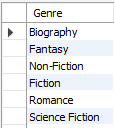 Genre
Biography
Fantasy
Non-Fiction
Fiction
Romance
Science Fiction